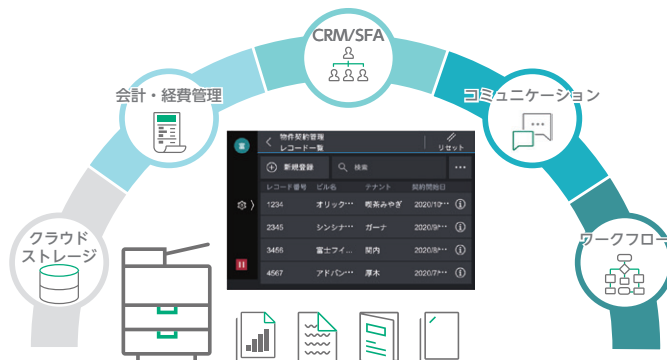 CRM/SFA
会計・経費管理
コミュニケーション
クラウド
ストレージ
ワークフロー
物件契約管理
レコード一覧
リセット
新規登録
検索
レコード番号 ビル名 テナント 契約開始日
1234 オリック… 喫茶みやぎ 2020/10…
2345 シンシナ… ガーナ 2020/9…
3456 富士フイ… 関内 2020/8…
4567 アドバン… 厚木 2020/7…